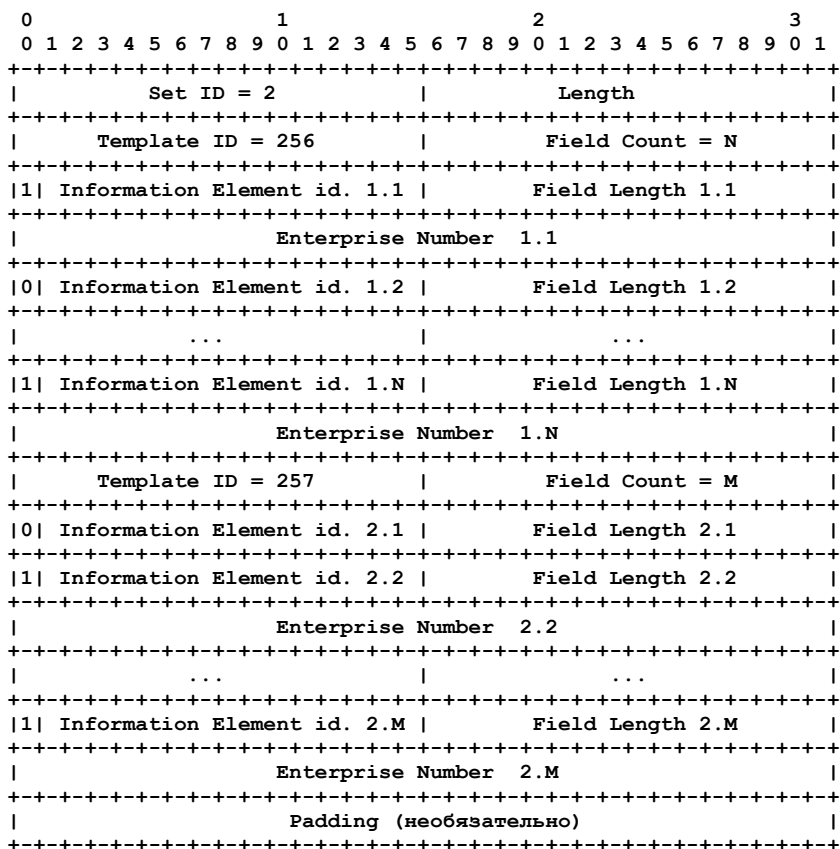 0                   1                   2                   3
 0 1 2 3 4 5 6 7 8 9 0 1 2 3 4 5 6 7 8 9 0 1 2 3 4 5 6 7 8 9 0 1
+-+-+-+-+-+-+-+-+-+-+-+-+-+-+-+-+-+-+-+-+-+-+-+-+-+-+-+-+-+-+-+-+
|          Set ID = 2           |          Length               |
+-+-+-+-+-+-+-+-+-+-+-+-+-+-+-+-+-+-+-+-+-+-+-+-+-+-+-+-+-+-+-+-+
|      Template ID = 256        |         Field Count = N       |
+-+-+-+-+-+-+-+-+-+-+-+-+-+-+-+-+-+-+-+-+-+-+-+-+-+-+-+-+-+-+-+-+
|1| Information Element id. 1.1 |        Field Length 1.1       |
+-+-+-+-+-+-+-+-+-+-+-+-+-+-+-+-+-+-+-+-+-+-+-+-+-+-+-+-+-+-+-+-+
|                    Enterprise Number  1.1                     |
+-+-+-+-+-+-+-+-+-+-+-+-+-+-+-+-+-+-+-+-+-+-+-+-+-+-+-+-+-+-+-+-+
|0| Information Element id. 1.2 |        Field Length 1.2       |
+-+-+-+-+-+-+-+-+-+-+-+-+-+-+-+-+-+-+-+-+-+-+-+-+-+-+-+-+-+-+-+-+
|             ...               |              ...              |
+-+-+-+-+-+-+-+-+-+-+-+-+-+-+-+-+-+-+-+-+-+-+-+-+-+-+-+-+-+-+-+-+
|1| Information Element id. 1.N |        Field Length 1.N       |
+-+-+-+-+-+-+-+-+-+-+-+-+-+-+-+-+-+-+-+-+-+-+-+-+-+-+-+-+-+-+-+-+
|                    Enterprise Number  1.N                     |
+-+-+-+-+-+-+-+-+-+-+-+-+-+-+-+-+-+-+-+-+-+-+-+-+-+-+-+-+-+-+-+-+
|      Template ID = 257        |         Field Count = M       |
+-+-+-+-+-+-+-+-+-+-+-+-+-+-+-+-+-+-+-+-+-+-+-+-+-+-+-+-+-+-+-+-+
|0| Information Element id. 2.1 |        Field Length 2.1       |
+-+-+-+-+-+-+-+-+-+-+-+-+-+-+-+-+-+-+-+-+-+-+-+-+-+-+-+-+-+-+-+-+
|1| Information Element id. 2.2 |        Field Length 2.2       |
+-+-+-+-+-+-+-+-+-+-+-+-+-+-+-+-+-+-+-+-+-+-+-+-+-+-+-+-+-+-+-+-+
|                    Enterprise Number  2.2                     |
+-+-+-+-+-+-+-+-+-+-+-+-+-+-+-+-+-+-+-+-+-+-+-+-+-+-+-+-+-+-+-+-+
|             ...               |              ...              |
+-+-+-+-+-+-+-+-+-+-+-+-+-+-+-+-+-+-+-+-+-+-+-+-+-+-+-+-+-+-+-+-+
|1| Information Element id. 2.M |        Field Length 2.M       |
+-+-+-+-+-+-+-+-+-+-+-+-+-+-+-+-+-+-+-+-+-+-+-+-+-+-+-+-+-+-+-+-+
|                    Enterprise Number  2.M                     |
+-+-+-+-+-+-+-+-+-+-+-+-+-+-+-+-+-+-+-+-+-+-+-+-+-+-+-+-+-+-+-+-+
|                     Padding (необязательно)                   |
+-+-+-+-+-+-+-+-+-+-+-+-+-+-+-+-+-+-+-+-+-+-+-+-+-+-+-+-+-+-+-+-+